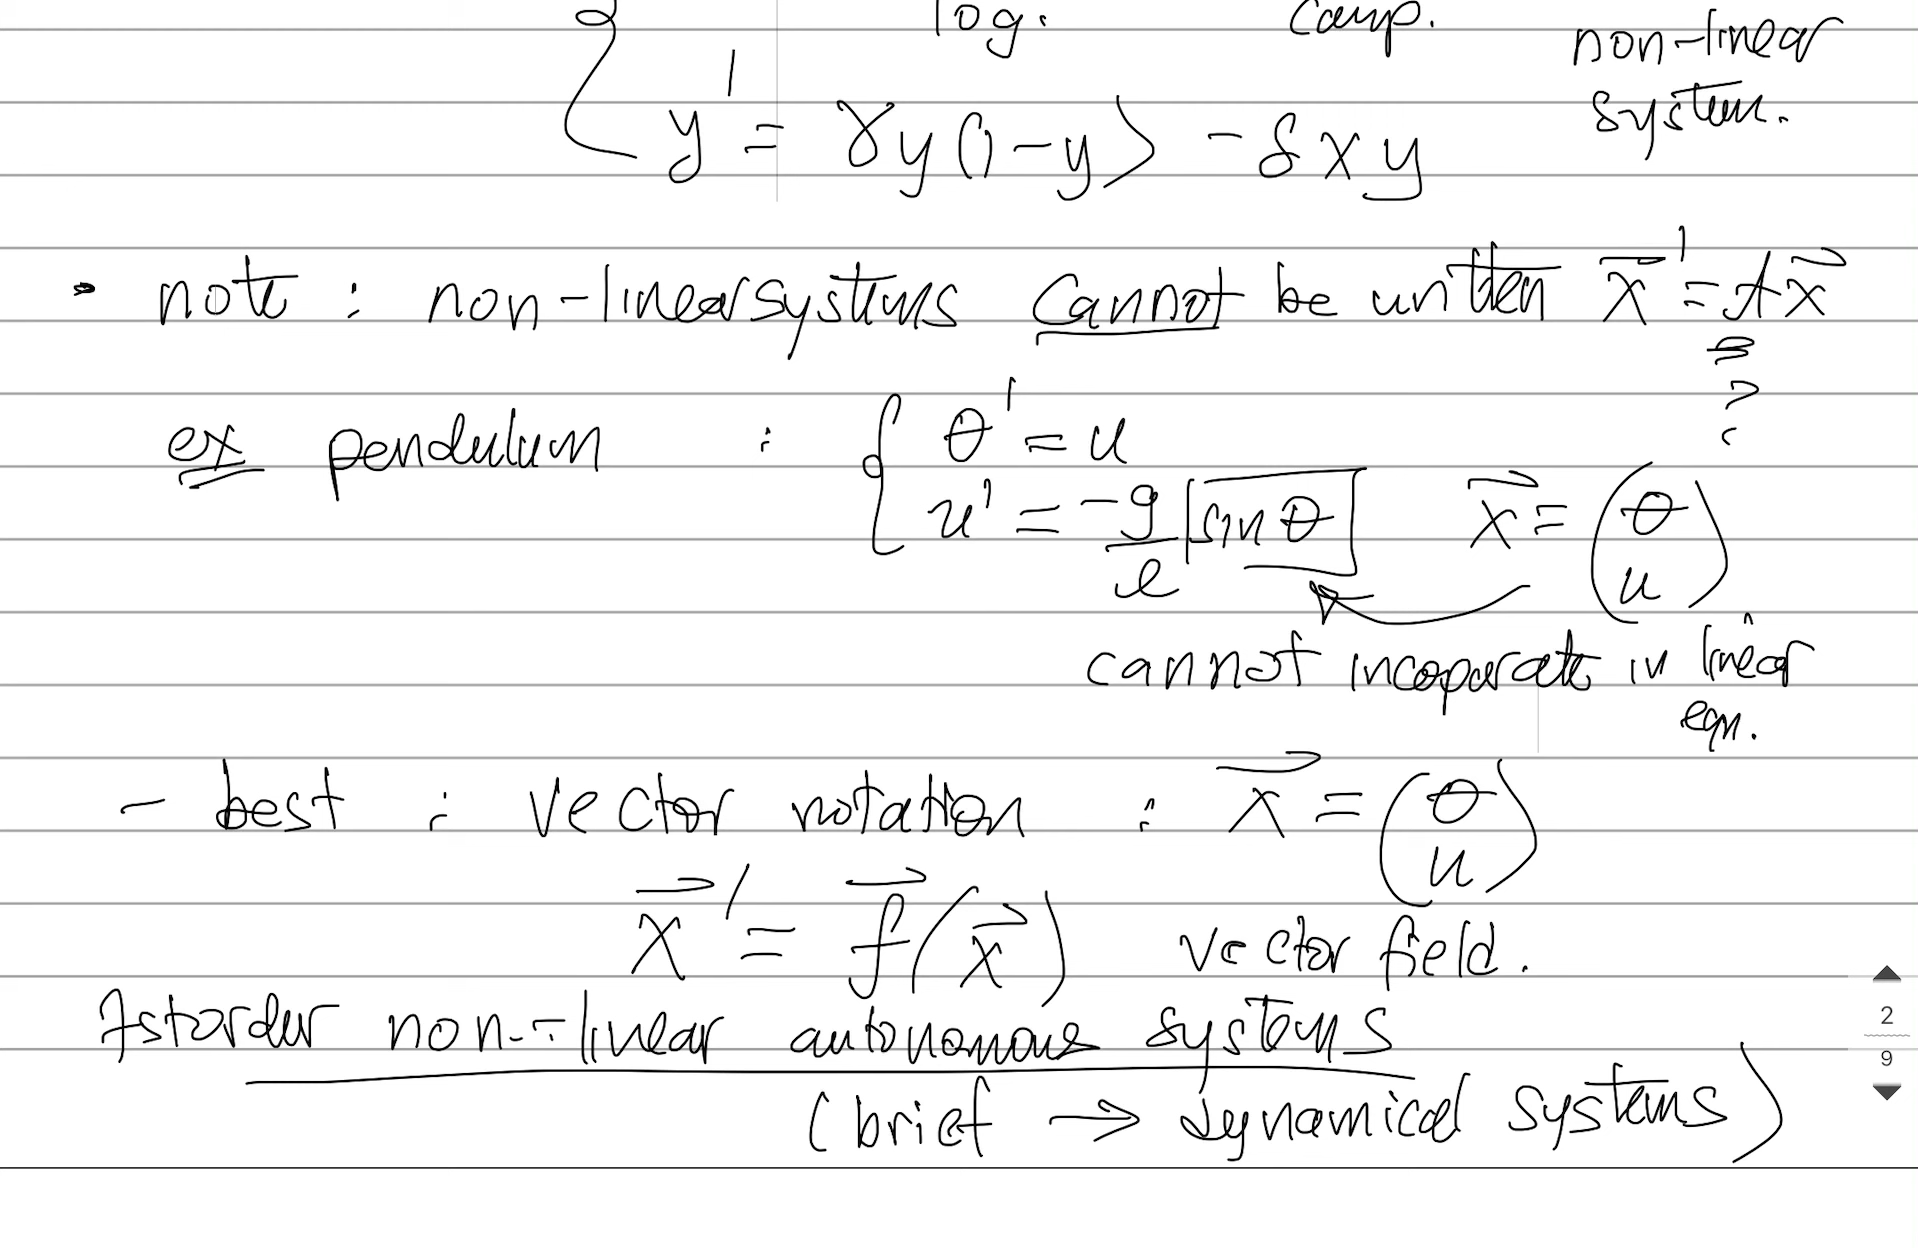 log. comp. non-linear
system.
y' = γy(1-y) - δxy
• note : non-linear systems cannot be written x⃗' = Ax⃗
?
ex pendulum : { θ' = u
u' = -g/l sin θ x⃗ = (θ u)
cannot incoporate in linear
eqn.
- best : vector notation : x⃗ = (θ u)
x⃗' = f⃗(x⃗) vector field.
1st order non-linear autonomous systems
(brief → dynamical systems)
2
9